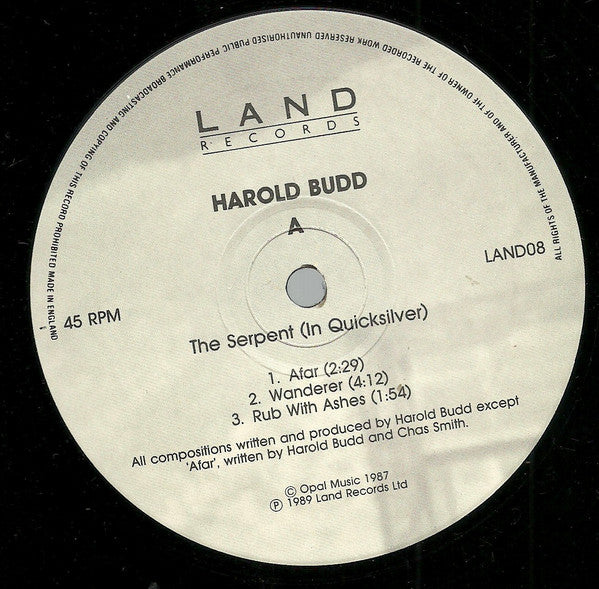 ALL RIGHTS OF THE MANUFACTURER AND OF THE OWNER OF THE RECORDED WORK RESERVED UNAUTHORISED PUBLIC PERFORMANCE BROADCASTING AND COPYING OF THIS RECORD PROHIBITED MADE IN ENGLAND
LAND
RECORDS
HAROLD BUDD
A
LAND08
45 RPM
The Serpent (In Quicksilver)
1. Afar (2:29)
2. Wanderer (4:12)
3. Rub With Ashes (1:54)
All compositions written and produced by Harold Budd except
'Afar', written by Harold Budd and Chas Smith.
© Opal Music 1987
℗ 1989 Land Records Ltd